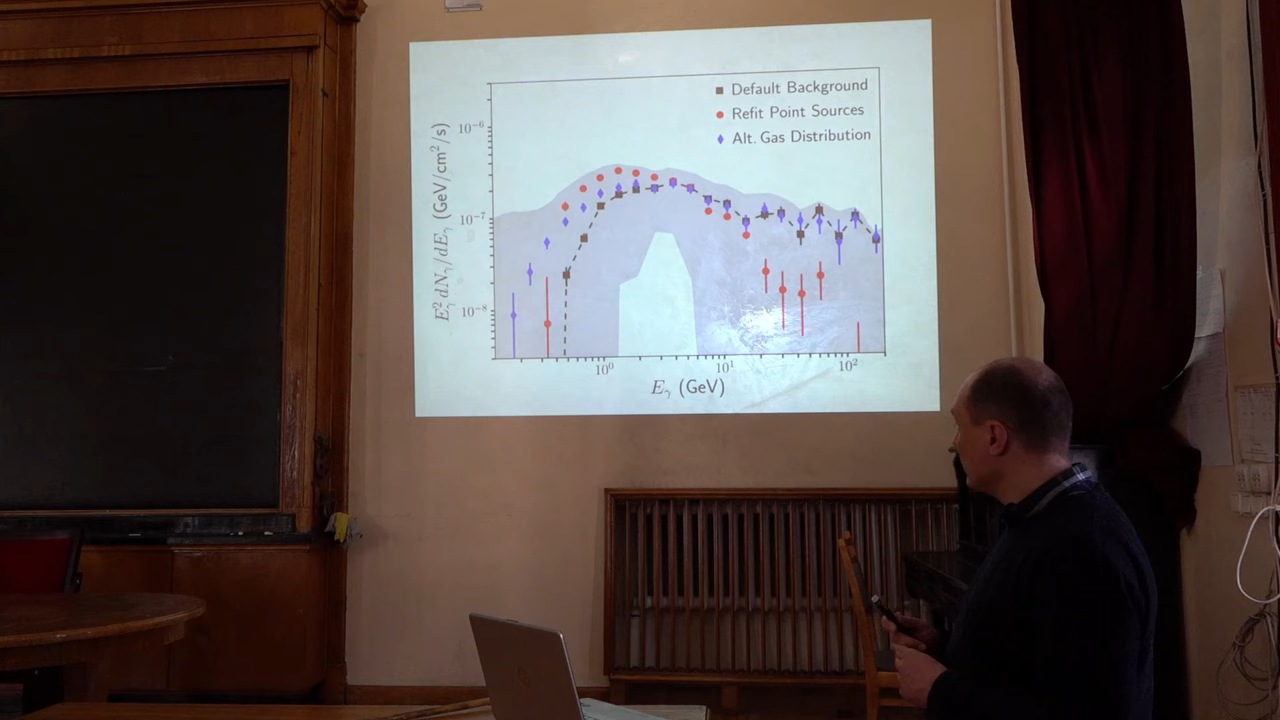 Default Background
Refit Point Sources
Alt. Gas Distribution
10⁻⁶
10⁻⁷
10⁻⁸
E²ᵧ dNᵧ/dEᵧ (GeV/cm²/s)
10⁰ 10¹ 10²
Eᵧ (GeV)